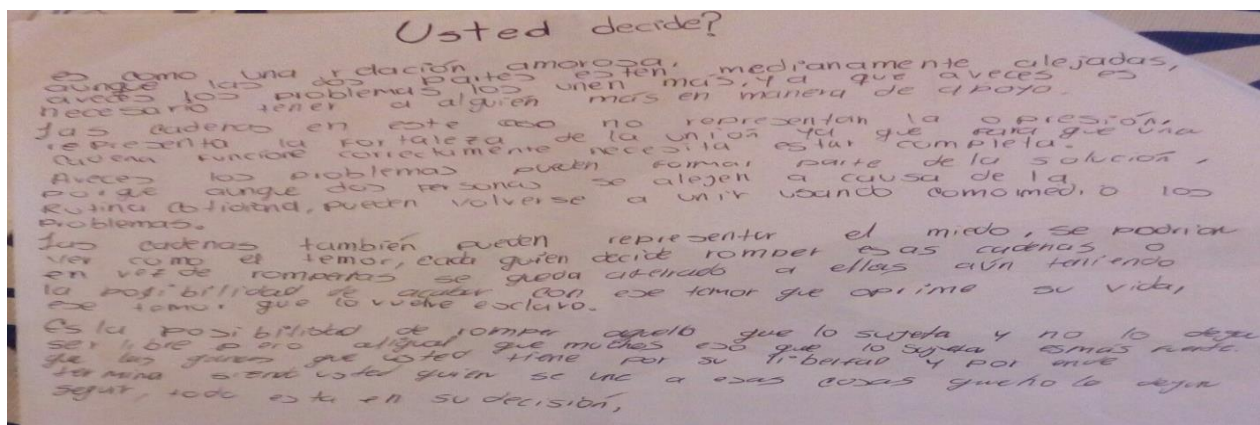 Usted decide?
es como una relación amorosa,
aunque las dos partes estén medianamente alejadas,
aveces los problemas los unen más, ya que aveces es
necesario tener a alguien más en manera de apoyo.
Las cadenas en este caso no representan la opresión,
representa la fortaleza de la unión ya que para que una
cadena funcione correctamente necesita estar completa.
Aveces los problemas pueden formar parte de la solución,
porque aunque dos personas se alejen a causa de la
Rutina cotidiana, pueden volverse a unir usando como medio los
problemas.
Las cadenas también pueden representar el miedo, se podrían
ver como el temor, cada quien decide romper esas cadenas o
en vez de romperlas se queda aferrado a ellas aún teniendo
la posibilidad de acabar con ese temor que oprime su vida,
ese temor que lo vuelve esclavo.
Es la posibilidad de romper aquello que lo sujeta y no lo deja
ser libre pero aligual que muchos eso que lo sujeta es más fuerte
que las ganas que usted tiene por su libertad y por ende
termina siendo usted quien se une a esas cosas que no lo dejan
seguir, todo esta en su decisión,